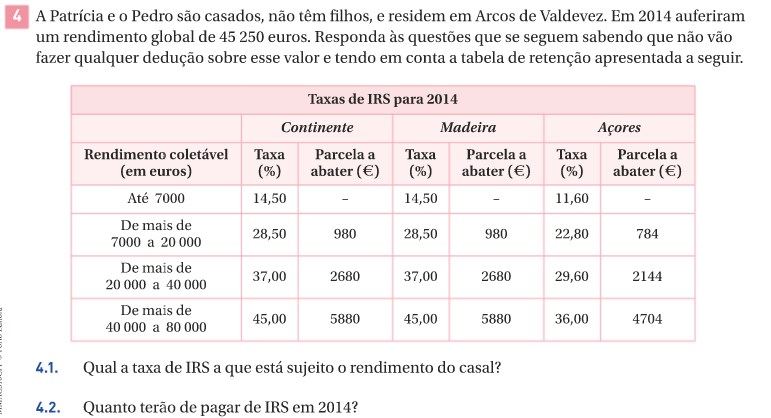 4 A Patrícia e o Pedro são casados, não têm filhos, e residem em Arcos de Valdevez. Em 2014 auferiram
um rendimento global de 45 250 euros. Responda às questões que se seguem sabendo que não vão
fazer qualquer dedução sobre esse valor e tendo em conta a tabela de retenção apresentada a seguir.
Taxas de IRS para 2014
Continente Madeira Açores
Rendimento coletável (em euros) Taxa (%) Parcela a abater (€) Taxa (%) Parcela a abater (€) Taxa (%) Parcela a abater (€)
Até 7000 14,50 – 14,50 – 11,60 –
De mais de 7000 a 20 000 28,50 980 28,50 980 22,80 784
De mais de 20 000 a 40 000 37,00 2680 37,00 2680 29,60 2144
De mais de 40 000 a 80 000 45,00 5880 45,00 5880 36,00 4704
4.1. Qual a taxa de IRS a que está sujeito o rendimento do casal?
4.2. Quanto terão de pagar de IRS em 2014?